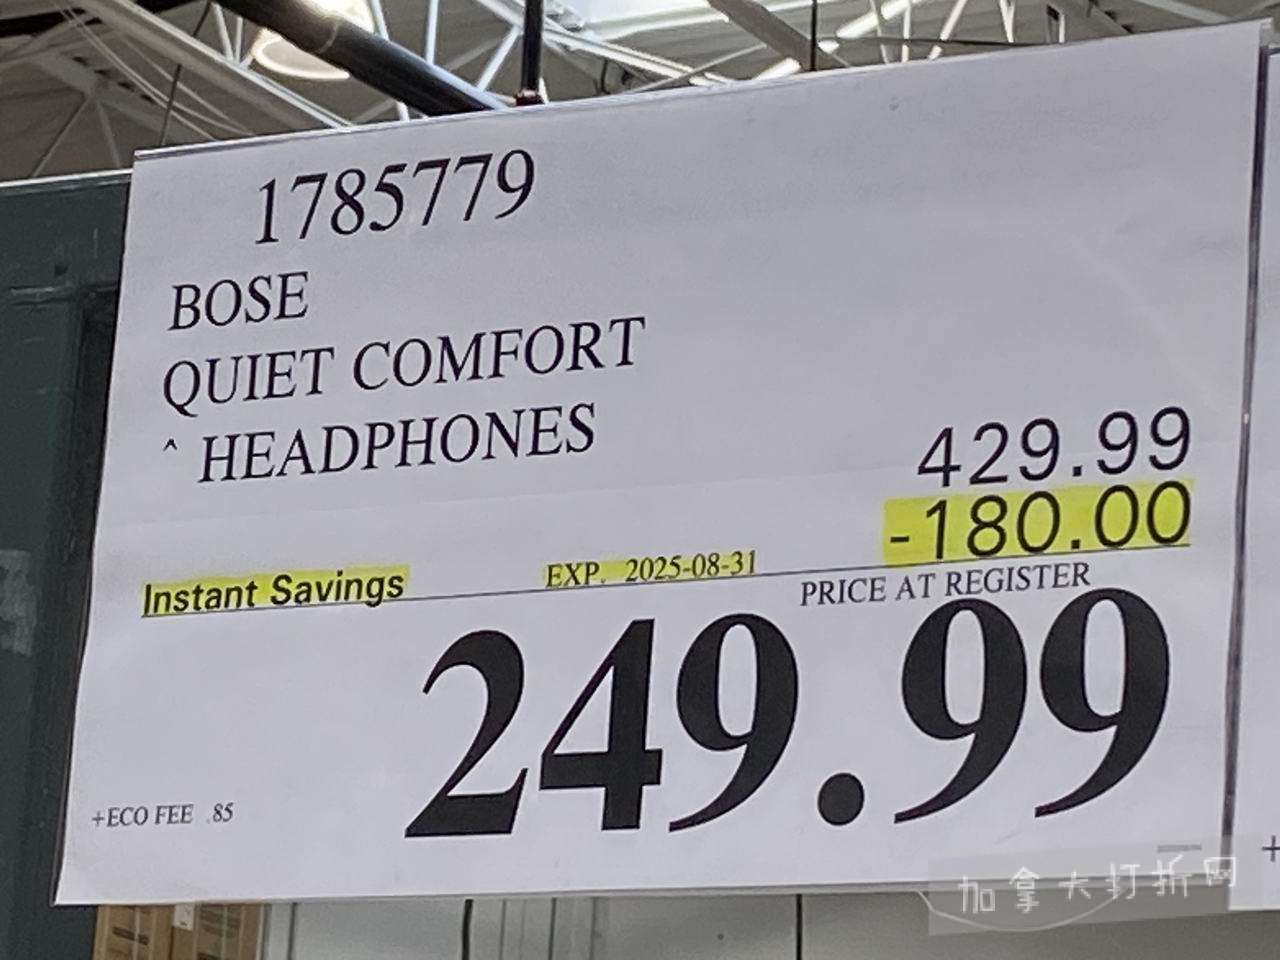 1785779
BOSE
QUIET COMFORT
^ HEADPHONES
429.99
-180.00
Instant Savings EXP. 2025-08-31
PRICE AT REGISTER
249.99
+ECO FEE .85
+
加拿大打折网